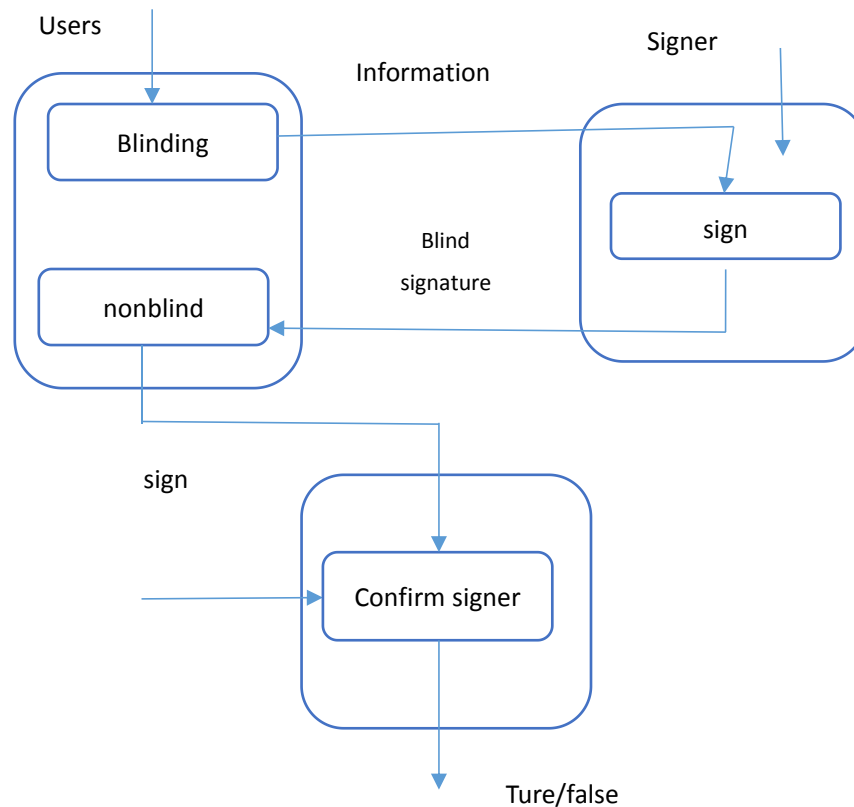 Users
Signer
Information
Blinding
sign
Blind
signature
nonblind
sign
Confirm signer
Ture/false